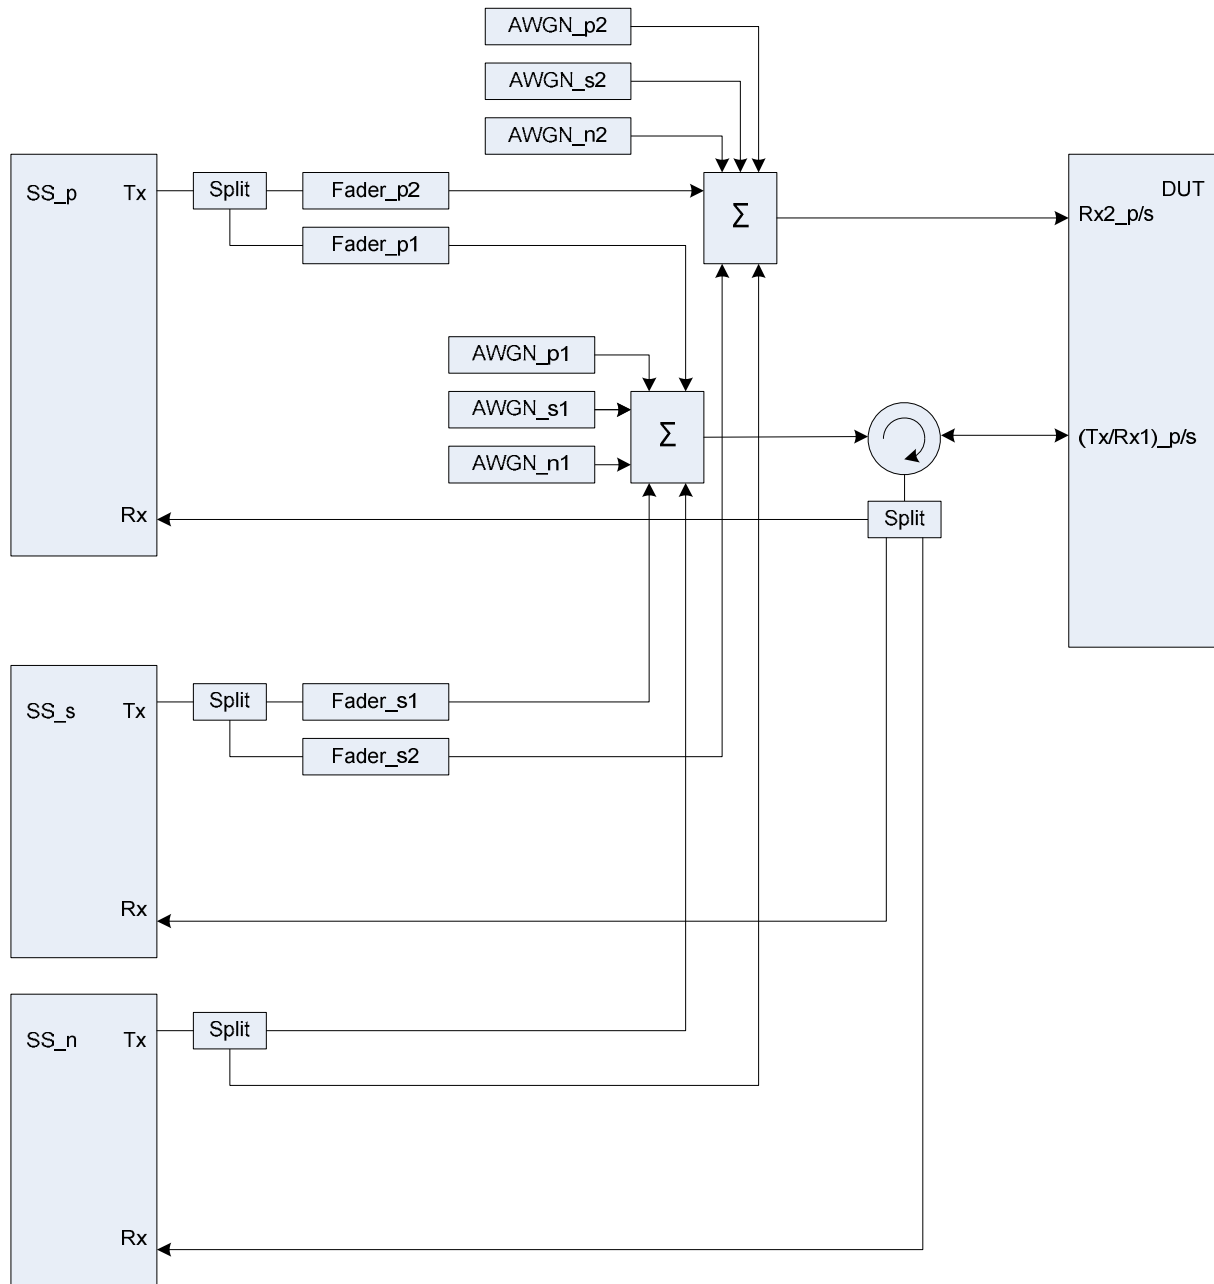 AWGN_p2
AWGN_s2
AWGN_n2
SS_p
Tx
Split
Fader_p2
Fader_p1
Σ
DUT
Rx2_p/s
AWGN_p1
AWGN_s1
AWGN_n1
Σ
(Tx/Rx1)_p/s
Rx
Split
SS_s
Tx
Split
Fader_s1
Fader_s2
Rx
SS_n
Tx
Split
Rx